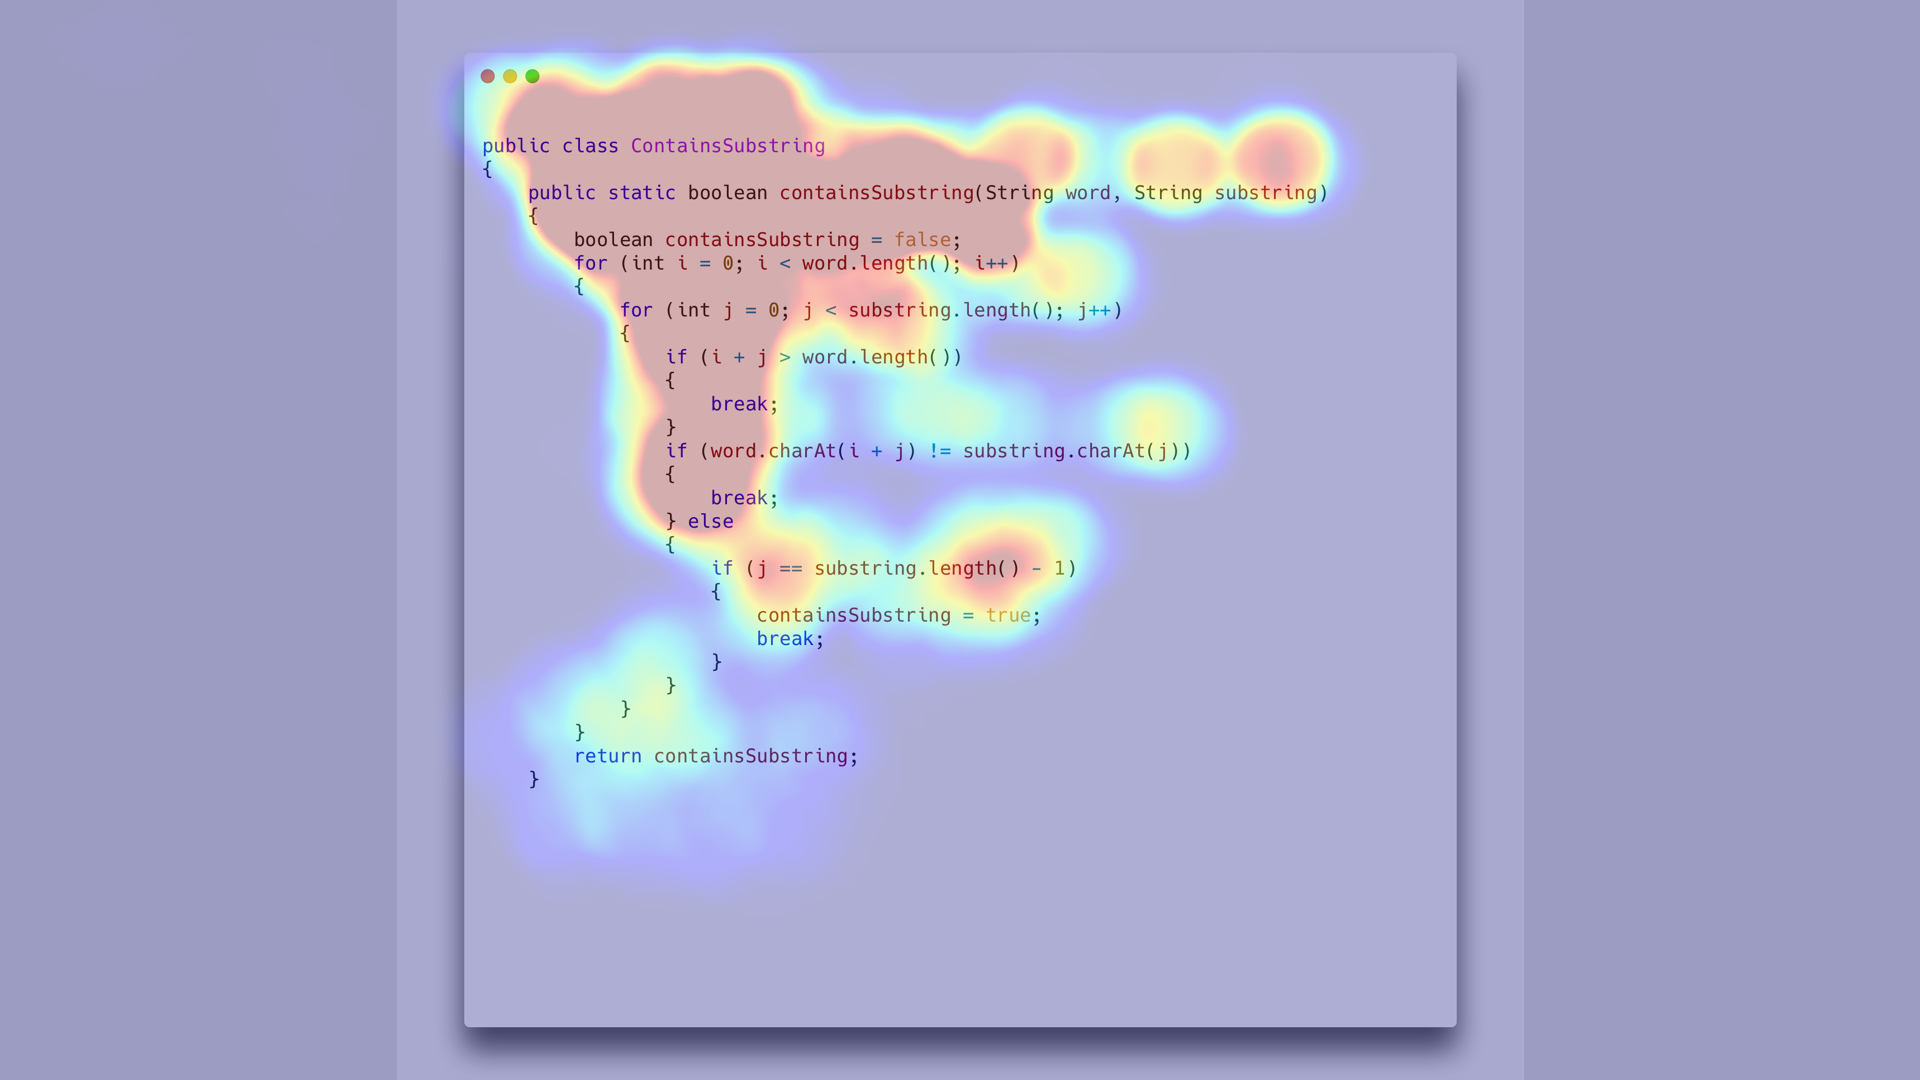 public class ContainsSubstring
{
    public static boolean containsSubstring(String word, String substring)
    {
        boolean containsSubstring = false;
        for (int i = 0; i < word.length(); i++)
        {
            for (int j = 0; j < substring.length(); j++)
            {
                if (i + j > word.length())
                {
                    break;
                }
                if (word.charAt(i + j) != substring.charAt(j))
                {
                    break;
                } else
                {
                    if (j == substring.length() - 1)
                    {
                        containsSubstring = true;
                        break;
                    }
                }
            }
        }
        return containsSubstring;
    }